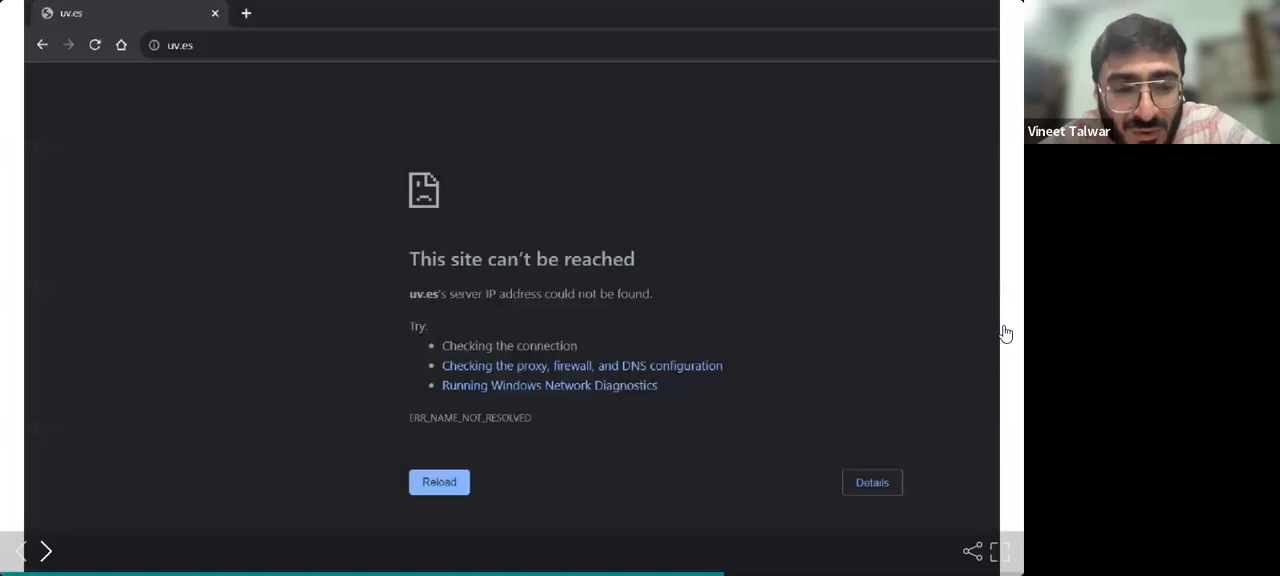 uv.es
uv.es
This site can't be reached
uv.es's server IP address could not be found.
Try:
Checking the connection
Checking the proxy, firewall, and DNS configuration
Running Windows Network Diagnostics
ERR_NAME_NOT_RESOLVED
Reload
Details
Vineet Talwar